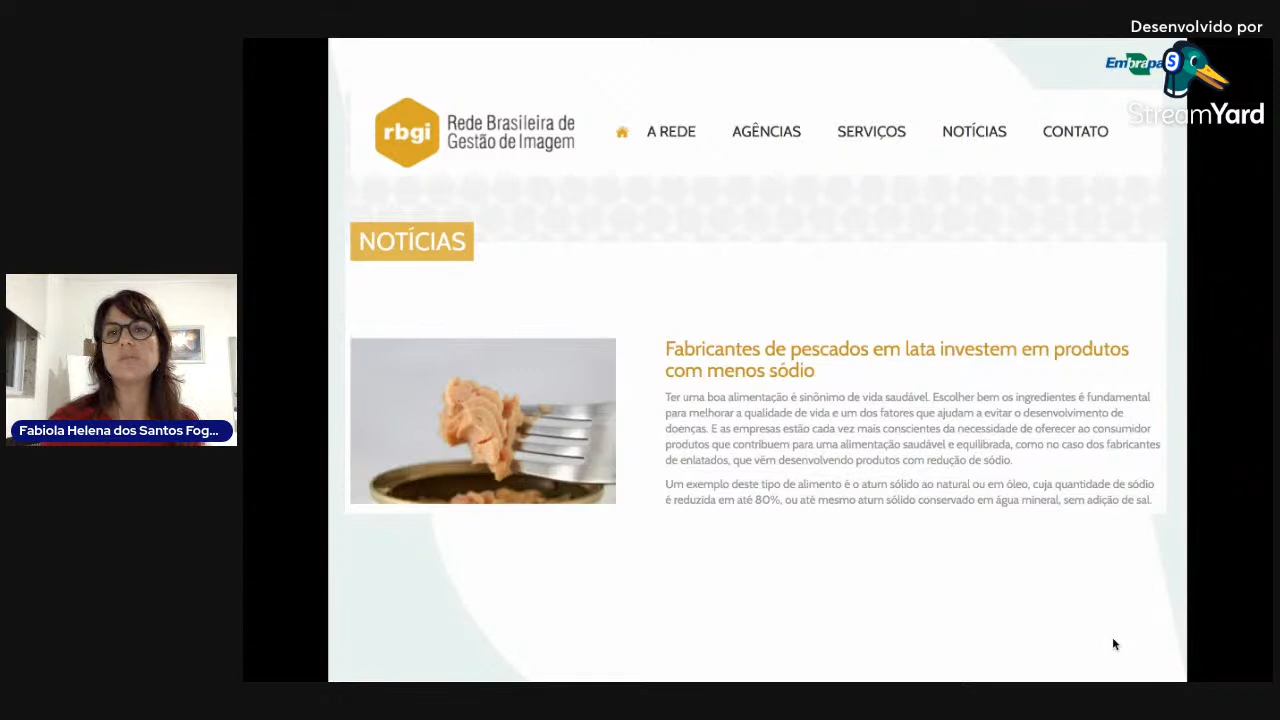 Desenvolvido por
Embrapa
StreamYard
rbgi
Rede Brasileira de
Gestão de Imagem
A REDE AGÊNCIAS SERVIÇOS NOTÍCIAS CONTATO
NOTÍCIAS
Fabricantes de pescados em lata investem em produtos
com menos sódio
Ter uma boa alimentação é sinônimo de vida saudável. Escolher bem os ingredientes é fundamental
para melhorar a qualidade de vida e um dos fatores que ajudam a evitar o desenvolvimento de
doenças. E as empresas estão cada vez mais conscientes da necessidade de oferecer ao consumidor
produtos que contribuem para uma alimentação saudável e equilibrada, como no caso dos fabricantes
de enlatados, que vêm desenvolvendo produtos com redução de sódio.
Um exemplo deste tipo de alimento é o atum sólido ao natural ou em óleo, cuja quantidade de sódio
é reduzida em até 80%, ou até mesmo atum sólido conservado em água mineral, sem adição de sal.
Fabiola Helena dos Santos Fog...